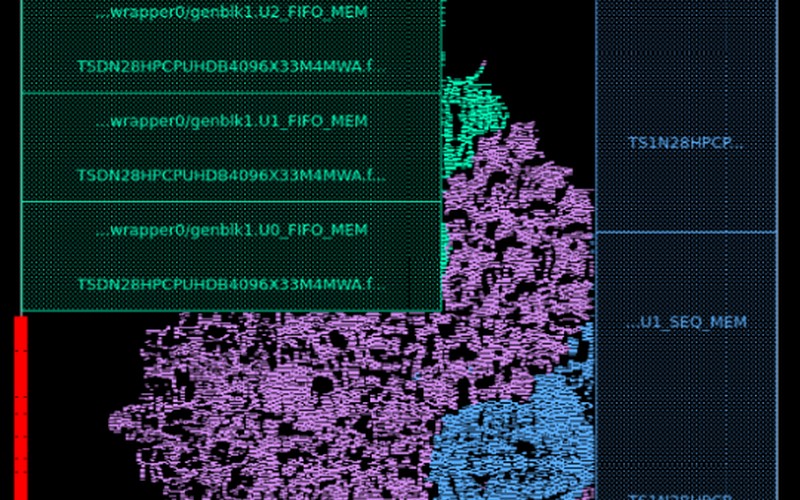 ...wrapper0/genblk1.U2_FIFO_MEM
TSDN28HPCPUHDB4096X33M4MWA.f...
...wrapper0/genblk1.U1_FIFO_MEM
TS1N28HPCP...
TSDN28HPCPUHDB4096X33M4MWA.f...
...wrapper0/genblk1.U0_FIFO_MEM
TSDN28HPCPUHDB4096X33M4MWA.f...
...U1_SEQ_MEM